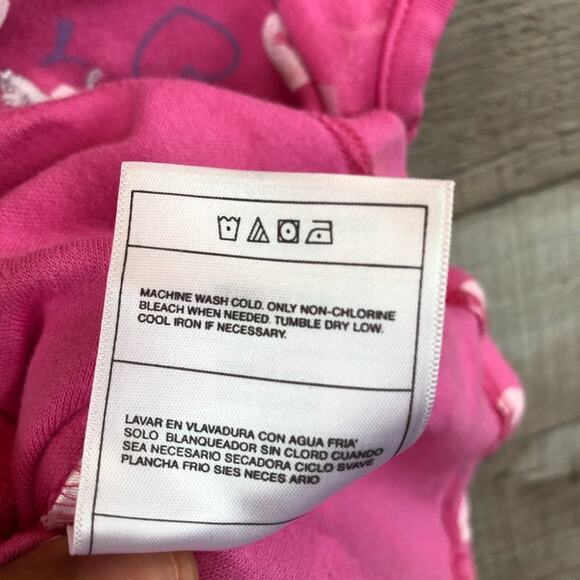 MACHINE WASH COLD. ONLY NON-CHLORINE
BLEACH WHEN NEEDED. TUMBLE DRY LOW.
COOL IRON IF NECESSARY.
LAVAR EN VLAVADURA CON AGUA FRIA'
SOLO BLANQUEADOR SIN CLORD CUANDO
SEA NECESARIO SECADORA CICLO SVAVE
PLANCHA FRIO SIES NECES ARIO